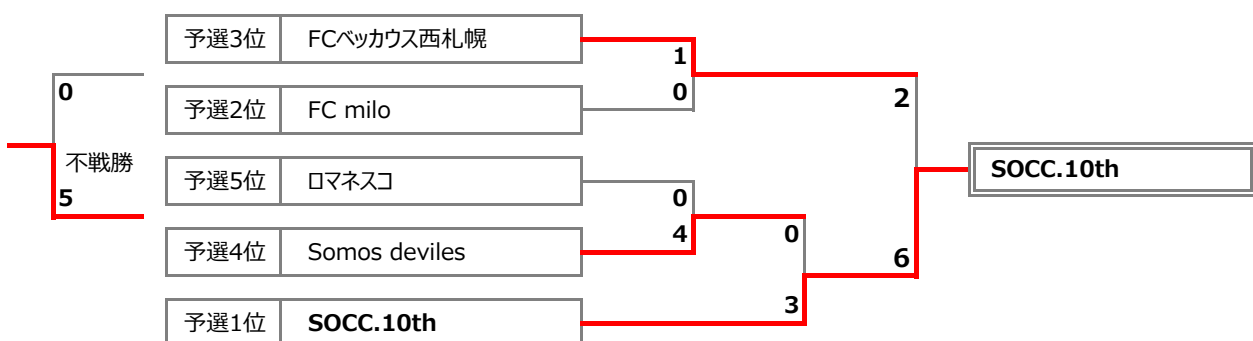 予選3位 FCベッカウス西札幌
1
0
0
予選2位 FC milo
2
不戦勝
予選5位 ロマネスコ
SOCC.10th
5
0
4
0
予選4位 Somos deviles
6
3
予選1位 SOCC.10th